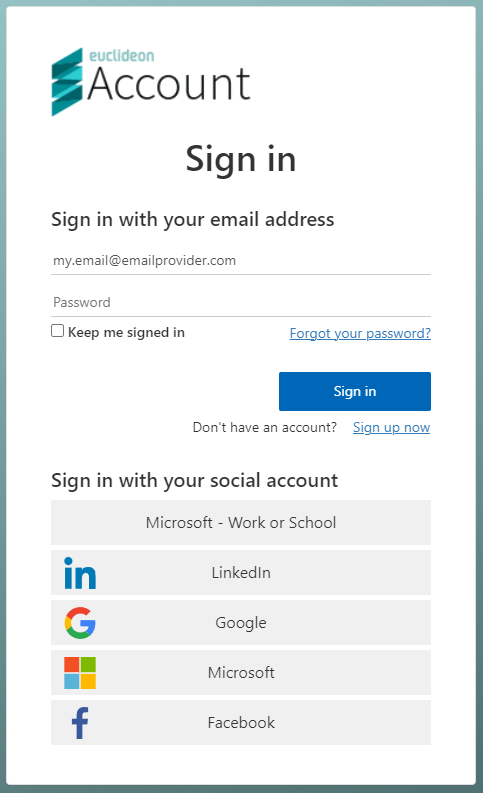 euclideon
Account
Sign in
Sign in with your email address
my.email@emailprovider.com
Password
Keep me signed in Forgot your password?
Sign in
Don't have an account? Sign up now
Sign in with your social account
Microsoft - Work or School
LinkedIn
Google
Microsoft
Facebook